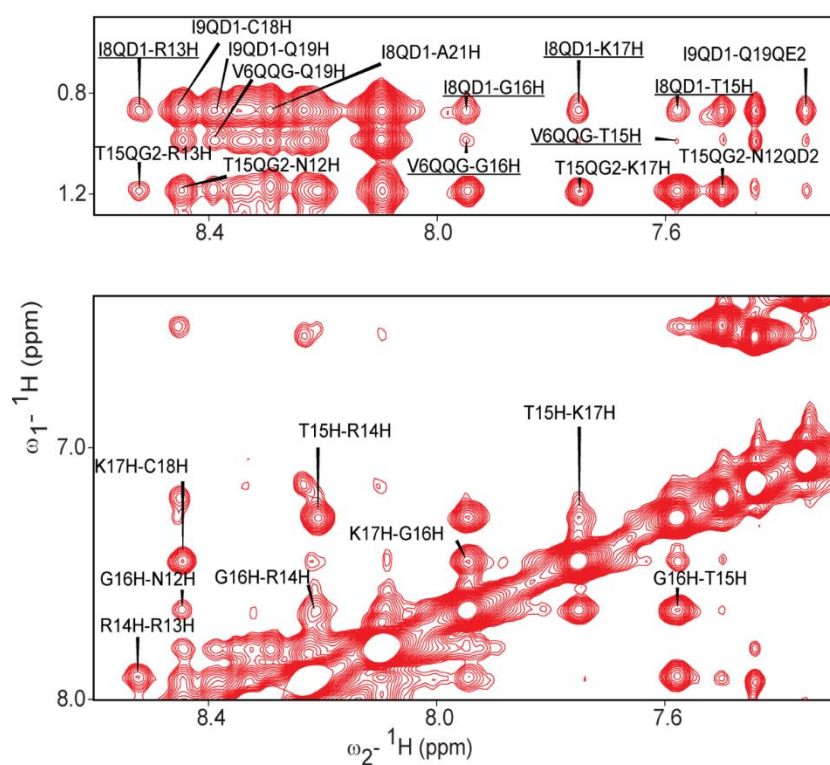 I9QD1-C18H
I8QD1-R13H
I9QD1-Q19H
V6QQG-Q19H
I8QD1-A21H
I8QD1-K17H
I9QD1-Q19QE2
I8QD1-G16H
I8QD1-T15H
0.8
V6QQG-T15H
T15QG2-R13H
T15QG2-N12H
V6QQG-G16H
T15QG2-K17H
T15QG2-N12QD2
1.2
8.4
8.0
7.6
ω1- 1H (ppm)
T15H-R14H
T15H-K17H
7.0
K17H-C18H
K17H-G16H
G16H-N12H
G16H-R14H
G16H-T15H
R14H-R13H
8.0
8.4
8.0
7.6
ω2- 1H (ppm)